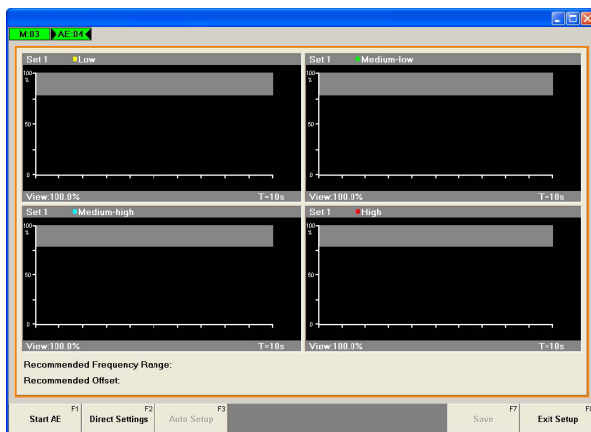 M:03 AE:04
Set 1 Low
100
%
50
0
View:100.0% T=10s
Set 1 Medium-low
100
%
50
0
View:100.0% T=10s
Set 1 Medium-high
100
%
50
0
View:100.0% T=10s
Set 1 High
100
%
50
0
View:100.0% T=10s
Recommended Frequency Range:
Recommended Offset:
F1 F2 F3 F7
Start AE Direct Settings Auto Setup Save Exit Setup